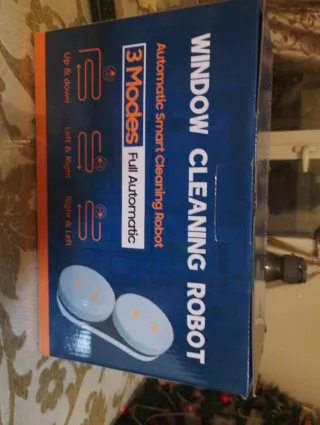 WINDOW CLEANING ROBOT
Automatic Smart Cleaning Robot
3 Modes Full Automatic
Up & down
Left & Right
Right & Left